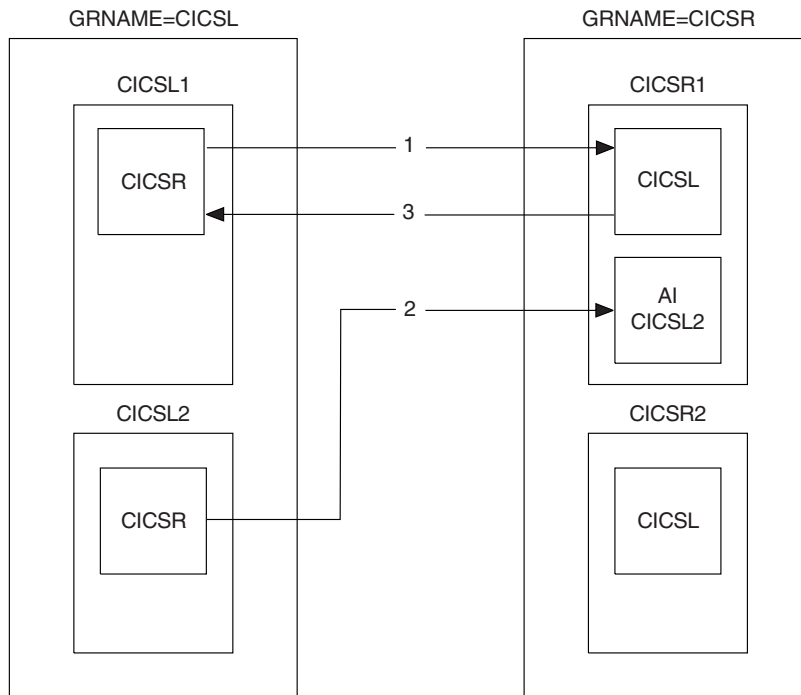 GRNAME=CICSL
GRNAME=CICSR
CICSL1
CICSR1
CICSR
1
CICSL
3
AI
CICSL2
2
CICSL2
CICSR2
CICSR
CICSL